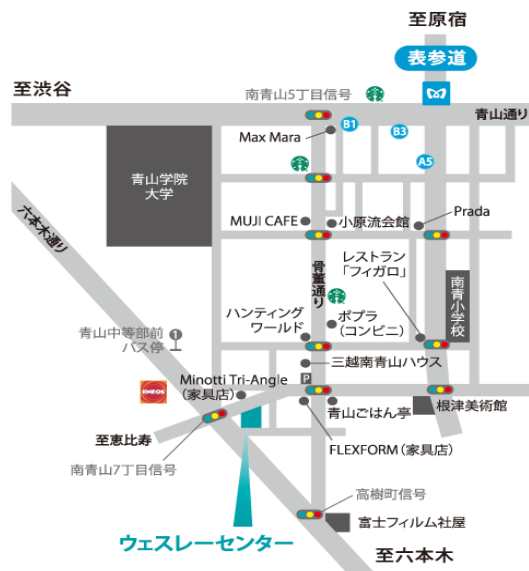 至原宿
表参道
至渋谷
南青山5丁目信号
青山通り
B1
B3
Max Mara
A5
青山学院
大学
MUJI CAFE
小原流会館
Prada
六本木通り
骨董通り
レストラン
「フィガロ」
南青小学校
ハンティング
ワールド
ポプラ
(コンビニ)
青山中等部前
バス停
1
三越南青山ハウス
P
Minotti Tri-Angle
(家具店)
ENEOS
青山ごはん亭
根津美術館
至恵比寿
FLEXFORM(家具店)
南青山7丁目信号
高樹町信号
ウェスレーセンター
富士フィルム社屋
至六本木